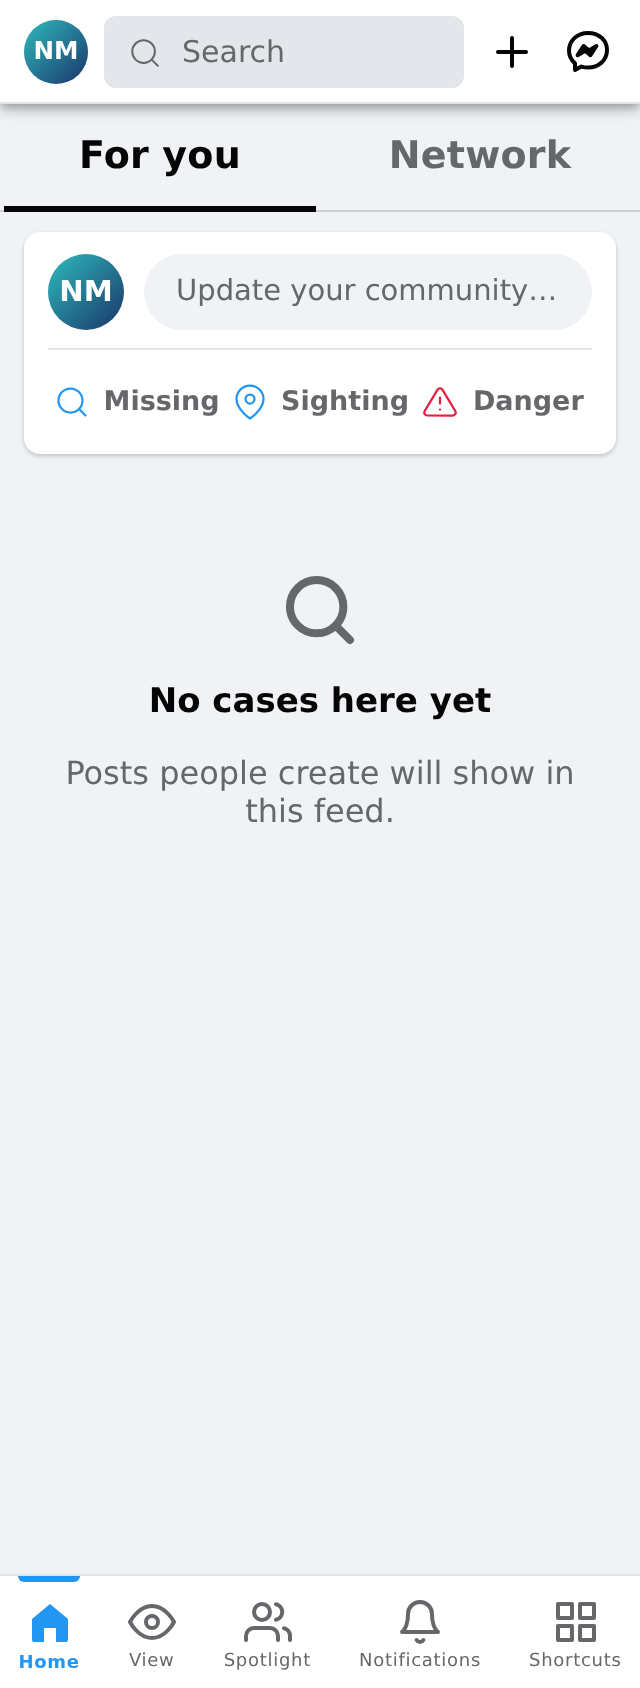 NM
Search
For you
Network
NM
Update your community...
Missing
Sighting
Danger
No cases here yet
Posts people create will show in
this feed.
Home
View
Spotlight
Notifications
Shortcuts